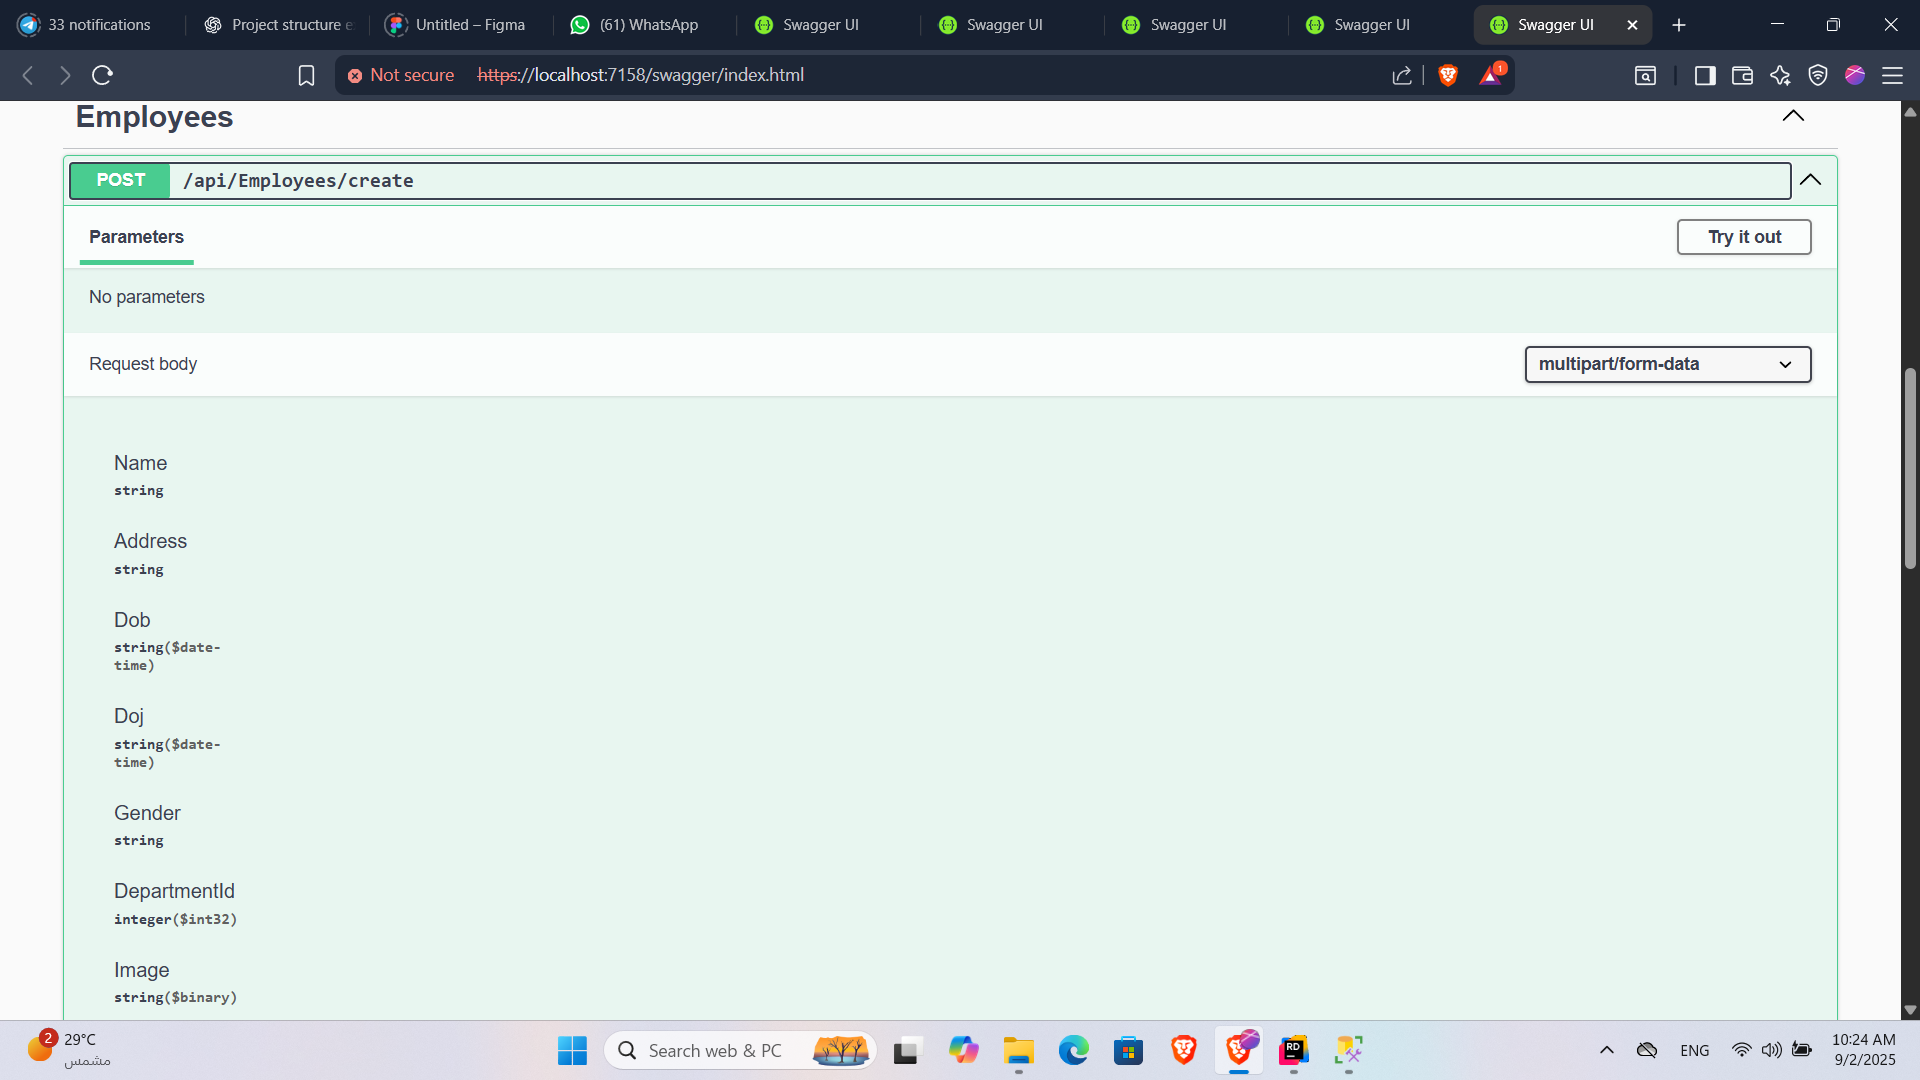 33 notifications
Project structure e
Untitled – Figma
(61) WhatsApp
Swagger UI
Swagger UI
Swagger UI
Swagger UI
Swagger UI
Not secure
https://localhost:7158/swagger/index.html
1
Employees
POST
/api/Employees/create
Parameters
Try it out
No parameters
Request body
multipart/form-data
Name
string
Address
string
Dob
string($date-
time)
Doj
string($date-
time)
Gender
string
DepartmentId
integer($int32)
Image
string($binary)
2
29°C
مشمس
Search web & PC
RD
ENG
10:24 AM
9/2/2025